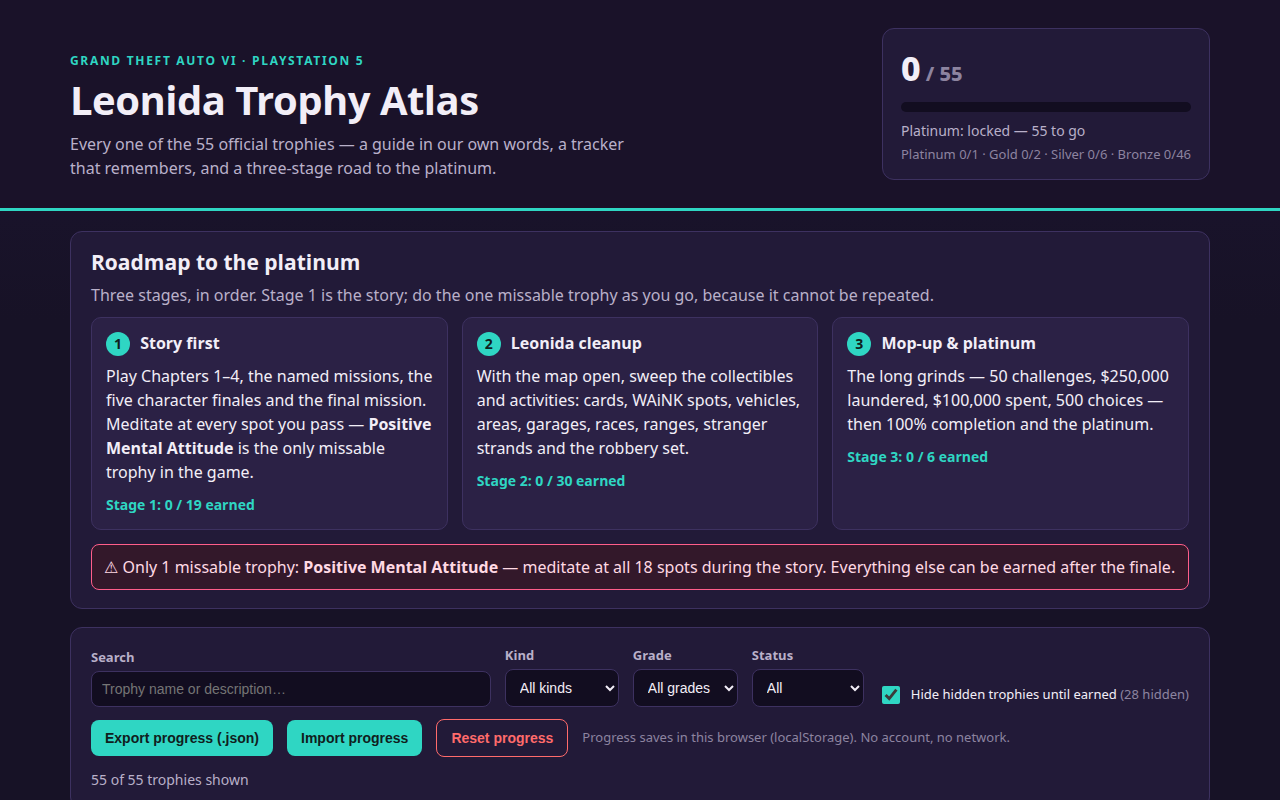 GRAND THEFT AUTO VI · PLAYSTATION 5
Leonida Trophy Atlas
Every one of the 55 official trophies — a guide in our own words, a tracker
that remembers, and a three-stage road to the platinum.
0 / 55
Platinum: locked — 55 to go
Platinum 0/1 · Gold 0/2 · Silver 0/6 · Bronze 0/46
Roadmap to the platinum
Three stages, in order. Stage 1 is the story; do the one missable trophy as you go, because it cannot be repeated.
1 Story first
Play Chapters 1–4, the named missions, the
five character finales and the final mission.
Meditate at every spot you pass — Positive
Mental Attitude is the only missable
trophy in the game.
Stage 1: 0 / 19 earned
2 Leonida cleanup
With the map open, sweep the collectibles
and activities: cards, WAiNK spots, vehicles,
areas, garages, races, ranges, stranger
strands and the robbery set.
Stage 2: 0 / 30 earned
3 Mop-up & platinum
The long grinds — 50 challenges, $250,000
laundered, $100,000 spent, 500 choices —
then 100% completion and the platinum.
Stage 3: 0 / 6 earned
⚠ Only 1 missable trophy: Positive Mental Attitude — meditate at all 18 spots during the story. Everything else can be earned after the finale.
Search
Trophy name or description…
Kind
All kinds
Grade
All grades
Status
All
Hide hidden trophies until earned (28 hidden)
Export progress (.json)
Import progress
Reset progress
Progress saves in this browser (localStorage). No account, no network.
55 of 55 trophies shown